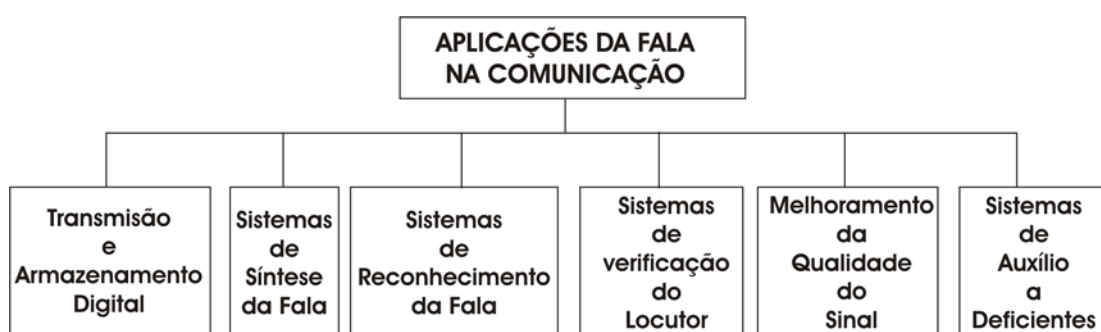 APLICAÇÕES DA FALA
NA COMUNICAÇÃO
Transmisão
e
Armazenamento
Digital
Sistemas
de
Síntese
da Fala
Sistemas
de
Reconhecimento
da Fala
Sistemas
de
verificação
do
Locutor
Melhoramento
da
Qualidade
do
Sinal
Sistemas
de
Auxílio
a
Deficientes